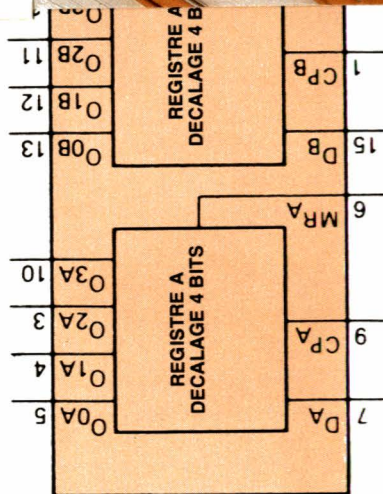 11 O2B
12 O1B
13 O0B
REGISTRE A
DECALAGE 4 B
CPB 1
DB 15
MRA 6
10 O3A
3 O2A
4 O1A
5 O0A
REGISTRE A
DECALAGE 4 BITS
CPA 9
DA 7